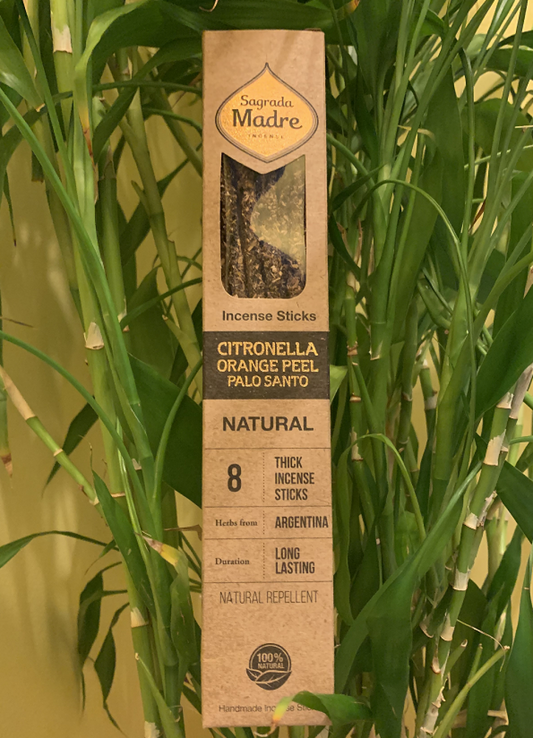 Sagrada
Madre
INCENSE
Incense Sticks
CITRONELLA
ORANGE PEEL
PALO SANTO
NATURAL
8
THICK
INCENSE
STICKS
Herbs from
ARGENTINA
Duration
LONG
LASTING
NATURAL REPELLENT
100%
NATURAL
Handmade